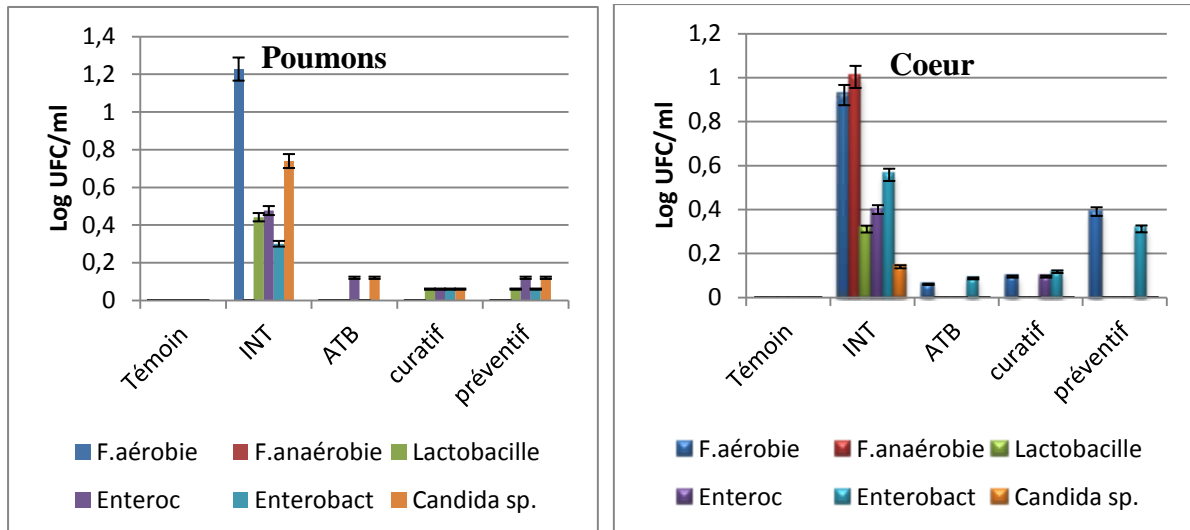 Poumons
Log UFC/ml
1,4
1,2
1
0,8
0,6
0,4
0,2
0
Témoin
INT
ATB
curatif
préventif
F.aérobie
F.anaérobie
Lactobacille
Enteroc
Enterobact
Candida sp.
Coeur
Log UFC/ml
1,2
1
0,8
0,6
0,4
0,2
0
Témoin
INT
ATB
curatif
préventif
F.aérobie
F.anaérobie
Lactobacille
Enteroc
Enterobact
Candida sp.